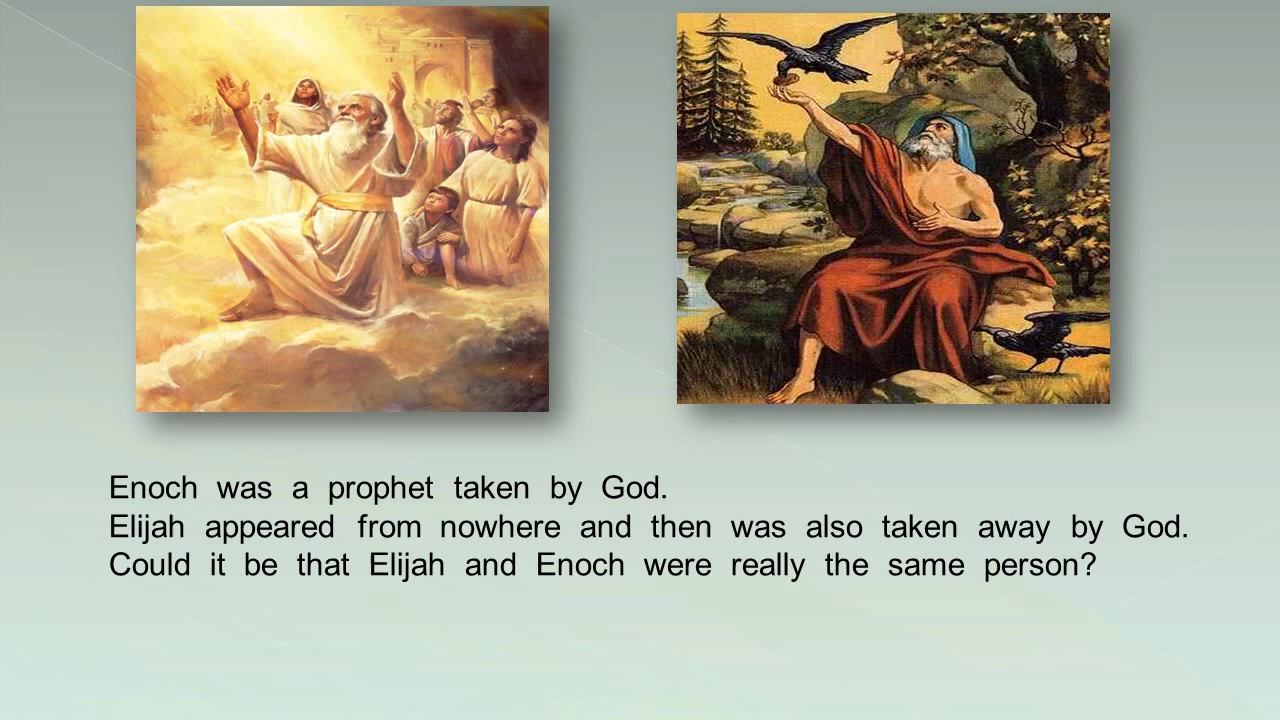 Enoch was a prophet taken by God.
Elijah appeared from nowhere and then was also taken away by God.
Could it be that Elijah and Enoch were really the same person?